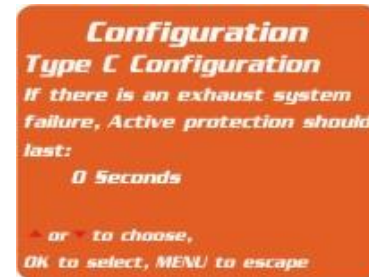 Configuration
Type C Configuration
If there is an exhaust system
failure, Active protection should
last:
0 Seconds
▲ or ▼ to choose,
OK to select, MENU to escape